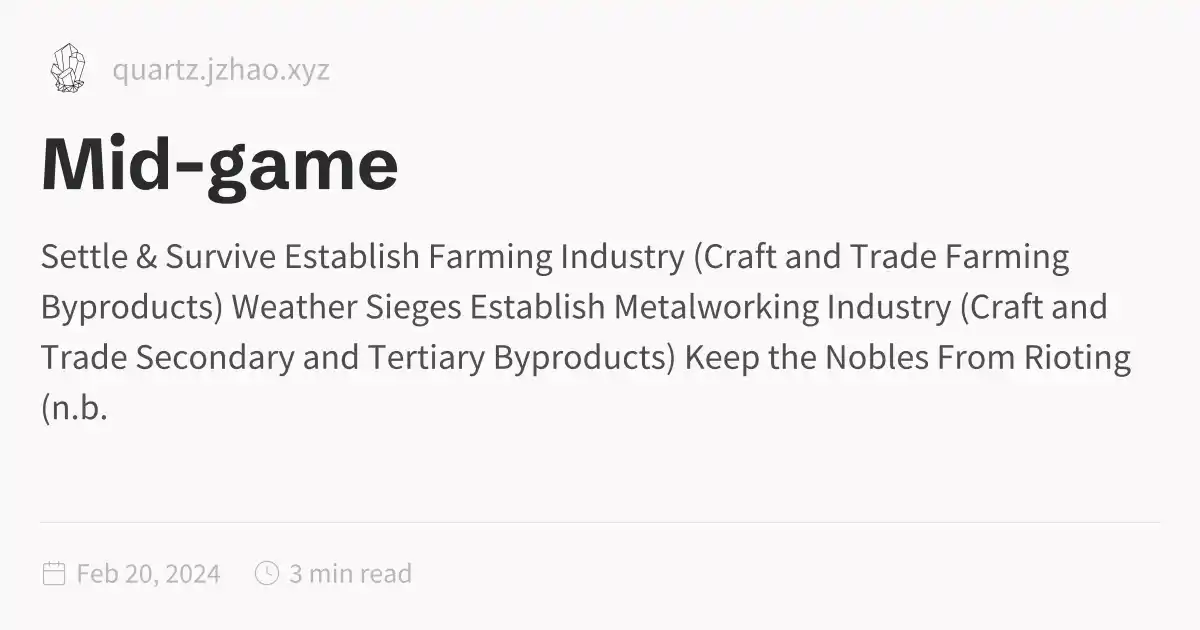 quartz.jzhao.xyz
Mid-game
Settle & Survive Establish Farming Industry (Craft and Trade Farming
Byproducts) Weather Sieges Establish Metalworking Industry (Craft and
Trade Secondary and Tertiary Byproducts) Keep the Nobles From Rioting
(n.b.
Feb 20, 2024 3 min read